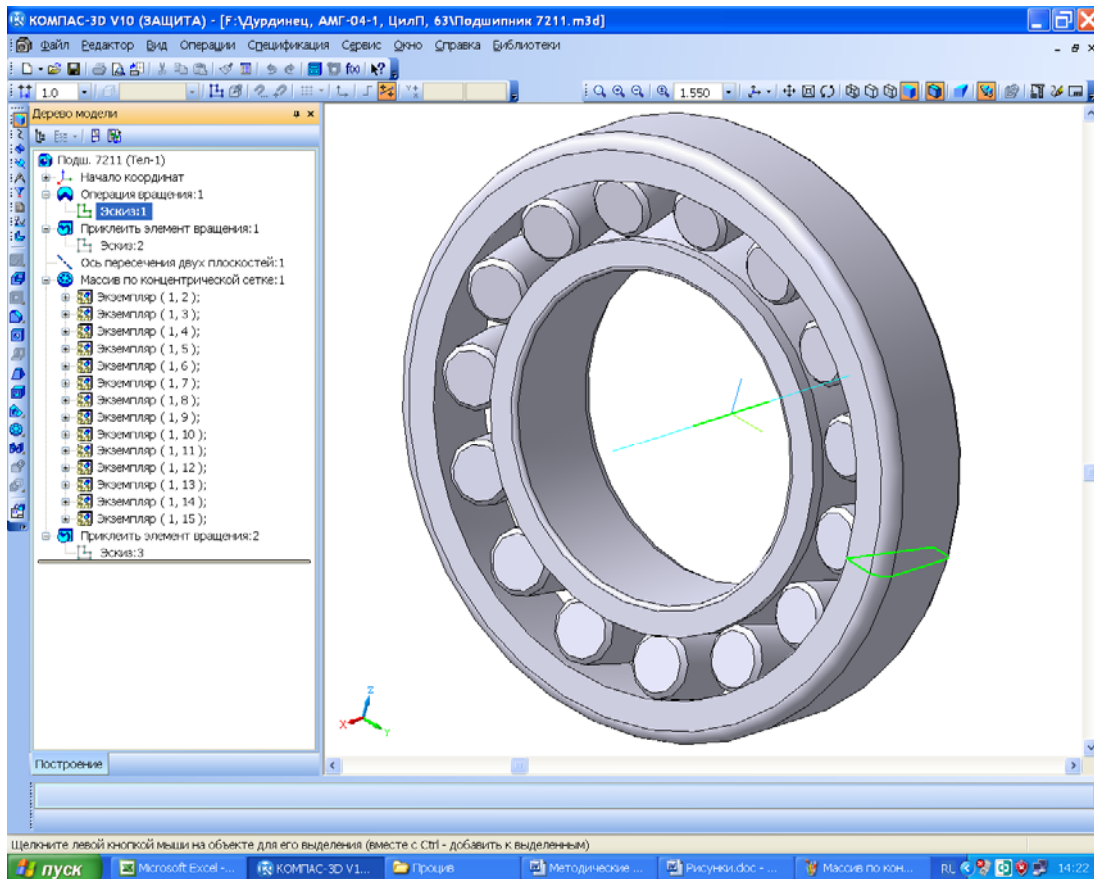 КОМПАС-3D V10 (ЗАЩИТА) - [F:\Дурдинец, АМГ-04-1, ЦилП, 63\Подшипник 7211.m3d]
Файл Редактор Вид Операции Спецификация Сервис Окно Справка Библиотеки
f(x)
1.0
1.550
Дерево модели
Подш. 7211 (Тел-1)
Начало координат
Операция вращения:1
Эскиз:1
Приклеить элемент вращения:1
Эскиз:2
Ось пересечения двух плоскостей:1
Массив по концентрической сетке:1
Экземпляр ( 1, 2 );
Экземпляр ( 1, 3 );
Экземпляр ( 1, 4 );
Экземпляр ( 1, 5 );
Экземпляр ( 1, 6 );
Экземпляр ( 1, 7 );
Экземпляр ( 1, 8 );
Экземпляр ( 1, 9 );
Экземпляр ( 1, 10 );
Экземпляр ( 1, 11 );
Экземпляр ( 1, 12 );
Экземпляр ( 1, 13 );
Экземпляр ( 1, 14 );
Экземпляр ( 1, 15 );
Приклеить элемент вращения:2
Эскиз:3
Z
X
Y
Построение
Щелкните левой кнопкой мыши на объекте для его выделения (вместе с Ctrl - добавить к выделенным)
пуск Microsoft Excel -... КОМПАС-3D V1... Процив Методические ... Рисунки.doc - ... Массив по кон... RL 14:22